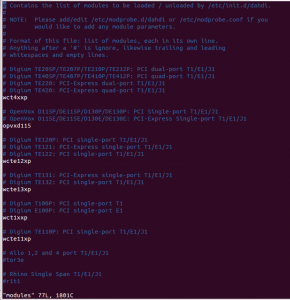 # Contains the list of modules to be loaded / unloaded by /etc/init.d/dahdi.
#
# NOTE: Please add/edit /etc/modprobe.d/dahdi or /etc/modprobe.conf if you
# would like to add any module parameters.
#
# Format of this file: list of modules, each in its own line.
# Anything after a '#' is ignore, likewise trailing and leading
# whitespaces and empty lines.
# Digium TE205P/TE207P/TE210P/TE212P: PCI dual-port T1/E1/J1
# Digium TE405P/TE407P/TE410P/TE412P: PCI quad-port T1/E1/J1
# Digium TE220: PCI-Express dual-port T1/E1/J1
# Digium TE420: PCI-Express quad-port T1/E1/J1
wct4xxp
# OpenVox D115P/DE115P/D130P/DE130P: PCI Single-port T1/E1/J1
# OpenVox D115E/DE115E/D130E/DE130E: PCI-Express Single-port T1/E1/J1
opvxd115
# Digium TE120P: PCI single-port T1/E1/J1
# Digium TE121: PCI-Express single-port T1/E1/J1
# Digium TE122: PCI single-port T1/E1/J1
wcte12xp
# Digium TE131: PCI-Express single-port T1/E1/J1
# Digium TE132: PCI single-port T1/E1/J1
wcte13xp
# Digium T100P: PCI single-port T1
# Digium E100P: PCI single-port E1
wct1xxp
# Digium TE110P: PCI single-port T1/E1/J1
wcte11xp
# Allo 1,2 and 4 port T1/E1/J1
#tor3e
# Rhino Single Span T1/E1/J1
#r1t1
"modules" 77L, 1801C